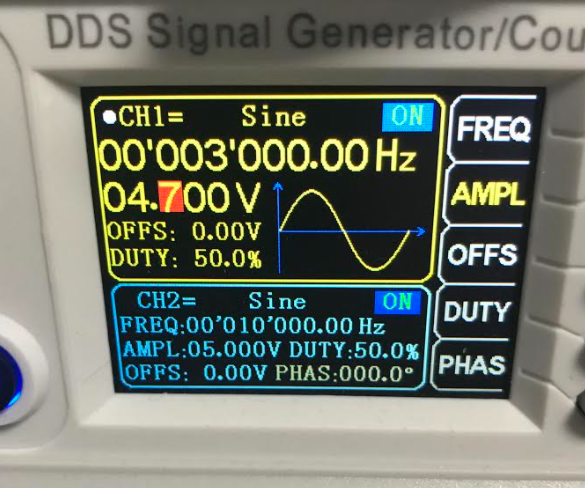 DDS Signal Generator/Cou
CH1= Sine ON
00'003'000.00 Hz
04.700 V
OFFS: 0.00V
DUTY: 50.0%
CH2= Sine ON
FREQ:00'010'000.00 Hz
AMPL:05.000V DUTY:50.0%
OFFS: 0.00V PHAS:000.0°
FREQ
AMPL
OFFS
DUTY
PHAS